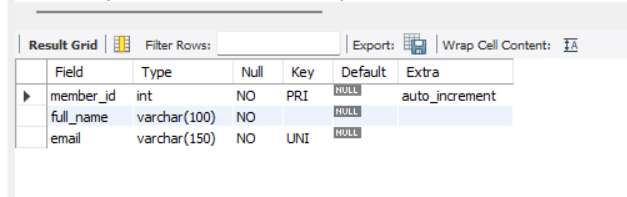 Result Grid Filter Rows: Export: Wrap Cell Content: IA
Field Type Null Key Default Extra
member_id int NO PRI NULL auto_increment
full_name varchar(100) NO NULL
email varchar(150) NO UNI NULL